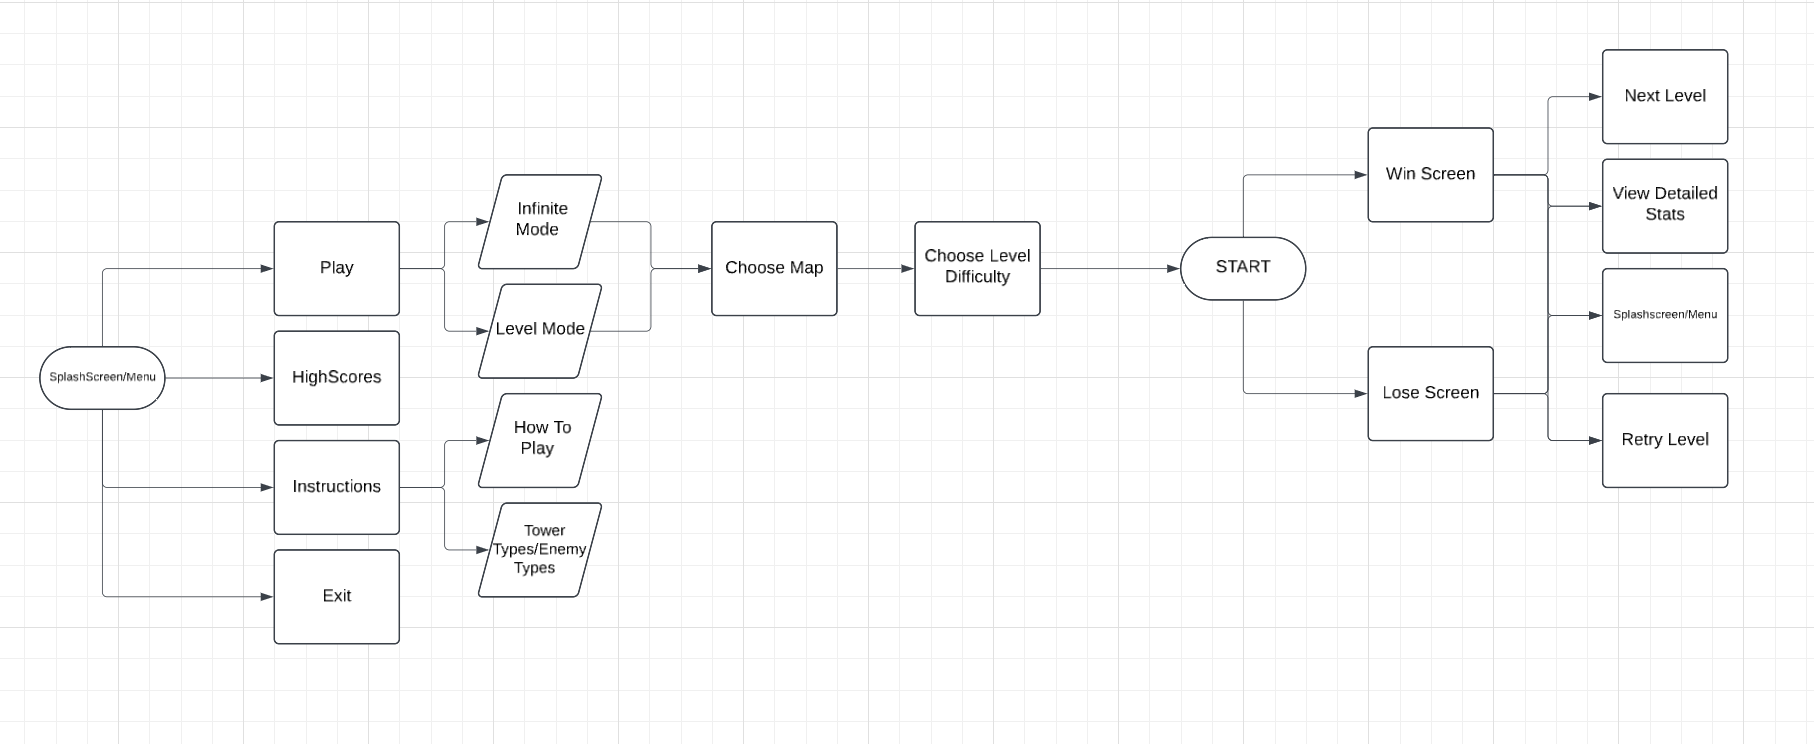 SplashScreen/Menu
Play
HighScores
Instructions
Exit
Infinite
Mode
Level Mode
How To
Play
Tower
Types/Enemy
Types
Choose Map
Choose Level
Difficulty
START
Win Screen
Lose Screen
Next Level
View Detailed
Stats
Splashscreen/Menu
Retry Level